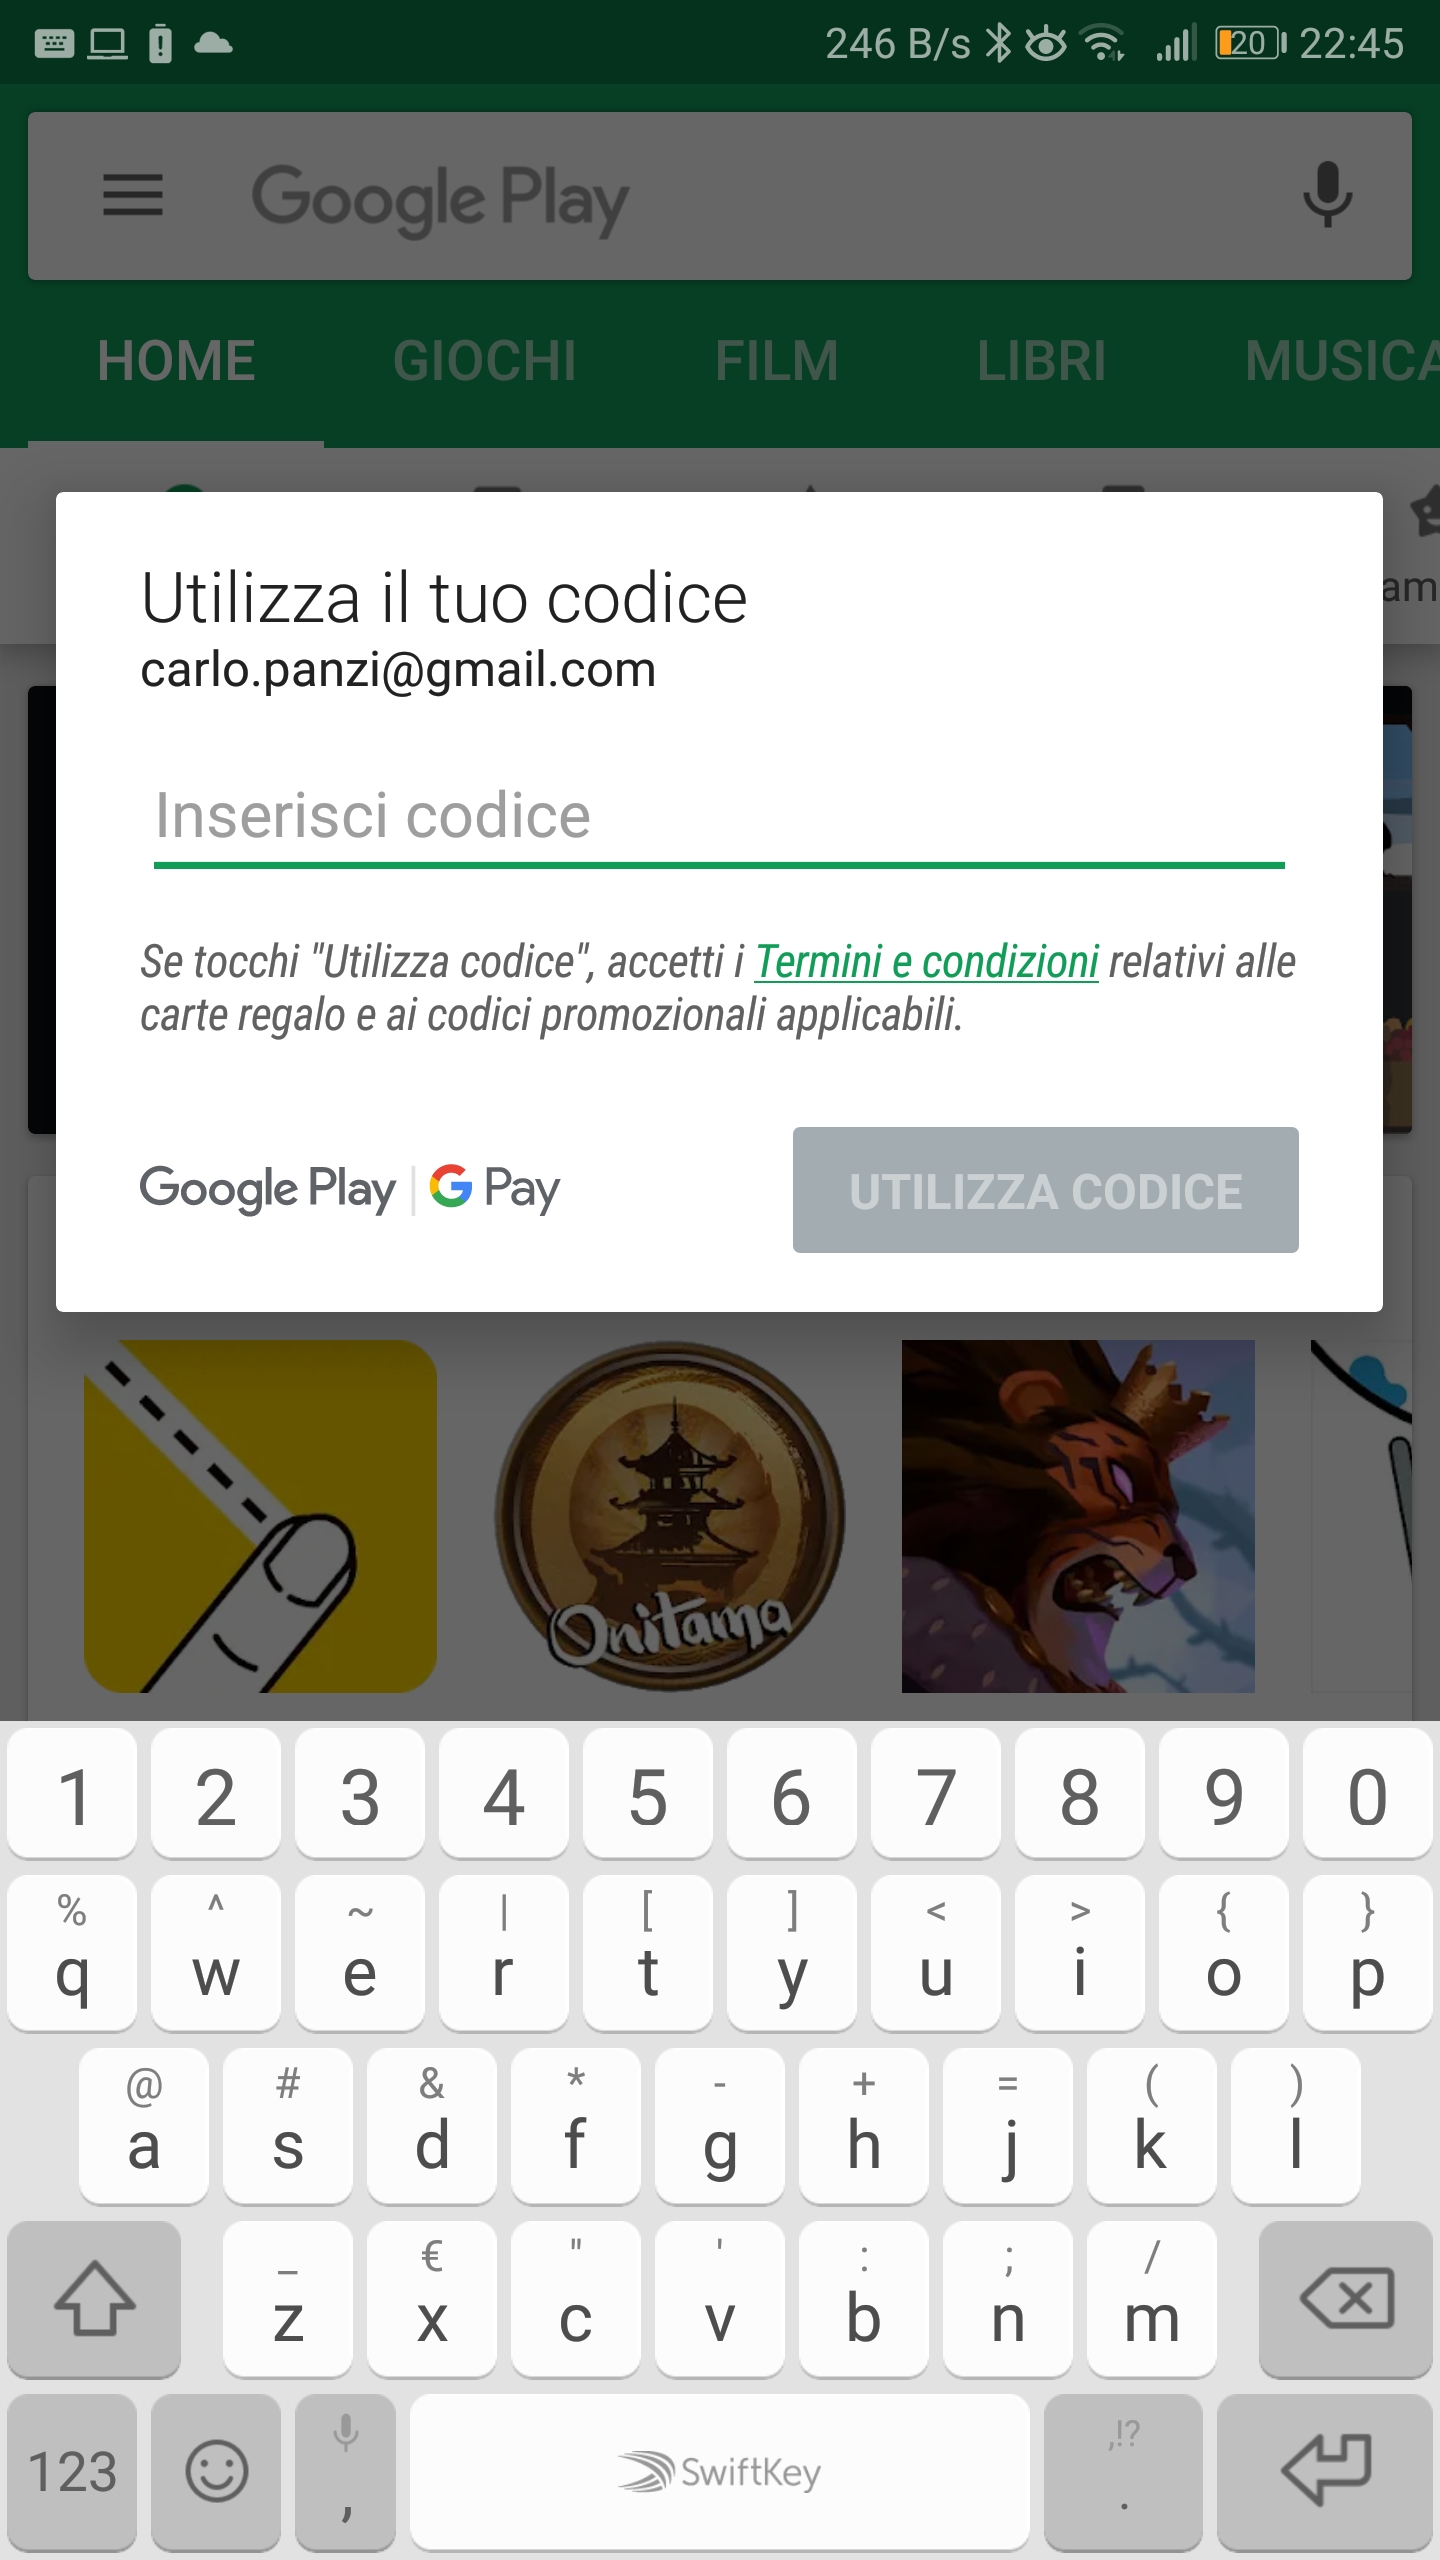 246 B/s 20 22:45
Google Play
HOME GIOCHI FILM LIBRI MUSICA
am
Utilizza il tuo codice
carlo.panzi@gmail.com
Inserisci codice
Se tocchi "Utilizza codice", accetti i Termini e condizioni relativi alle
carte regalo e ai codici promozionali applicabili.
Google Play | G Pay
UTILIZZA CODICE
Onitama
1 2 3 4 5 6 7 8 9 0
% ^ ~ | [ ] < > { }
q w e r t y u i o p
@ # & * - + = ( )
a s d f g h j k l
_ € " ' : ; /
z x c v b n m
,!?
123 , SwiftKey .